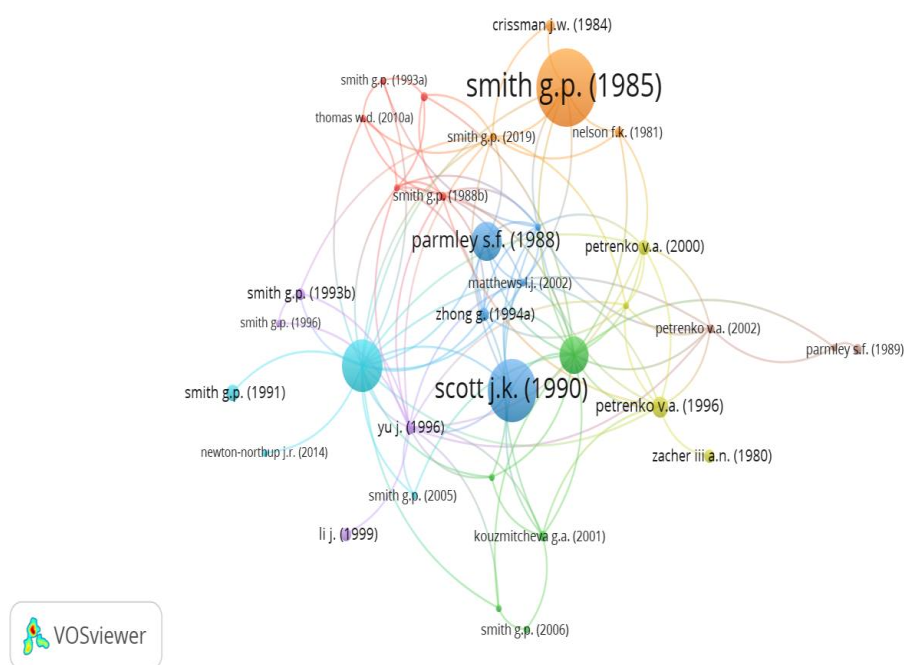 crissman j.w. (1984)
smith g.p. (1993a)
smith g.p. (1985)
thomas w.d. (2010a)
smith g.p. (2019)
nelson f.k. (1981)
smith g.p. (1988b)
parmley s.f. (1988)
petrenko v.a. (2000)
matthews l.j. (2002)
smith g.p. (1993b)
zhong g. (1994a)
smith g.p. (1996)
petrenko v.a. (2002)
parmley s.f. (1989)
smith g.p. (1991)
scott j.k. (1990)
petrenko v.a. (1996)
yu j. (1996)
newton-northup j.r. (2014)
zacher iii a.n. (1980)
smith g.p. (2005)
li j. (1999)
kouzmitcheva g.a. (2001)
smith g.p. (2006)
VOSviewer